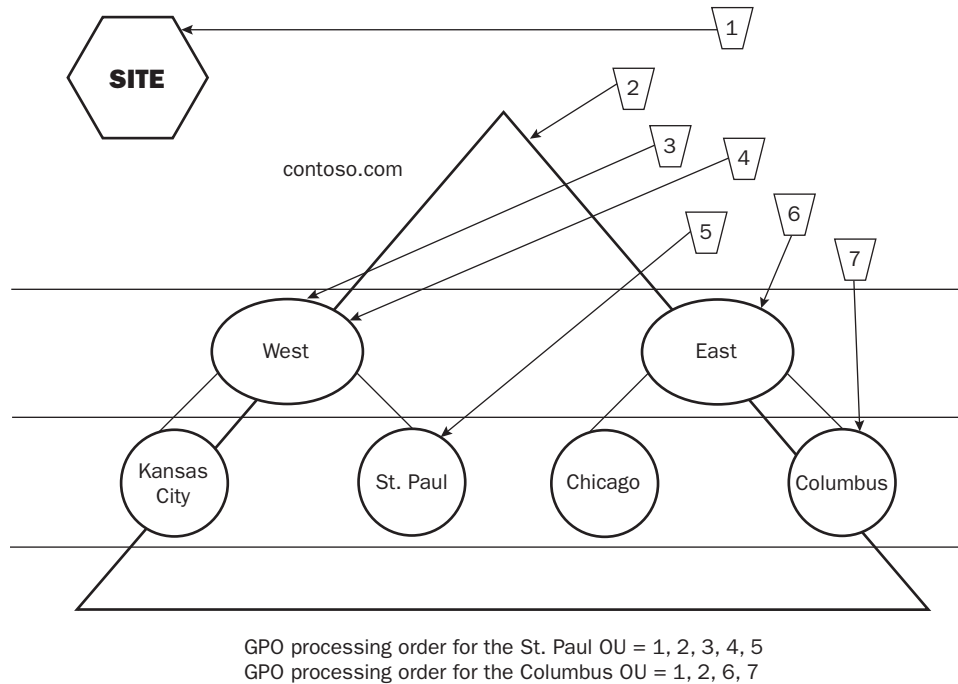 1
SITE
2
3
4
contoso.com
6
5
7
West
East
Kansas
City
St. Paul
Chicago
Columbus
GPO processing order for the St. Paul OU = 1, 2, 3, 4, 5
GPO processing order for the Columbus OU = 1, 2, 6, 7